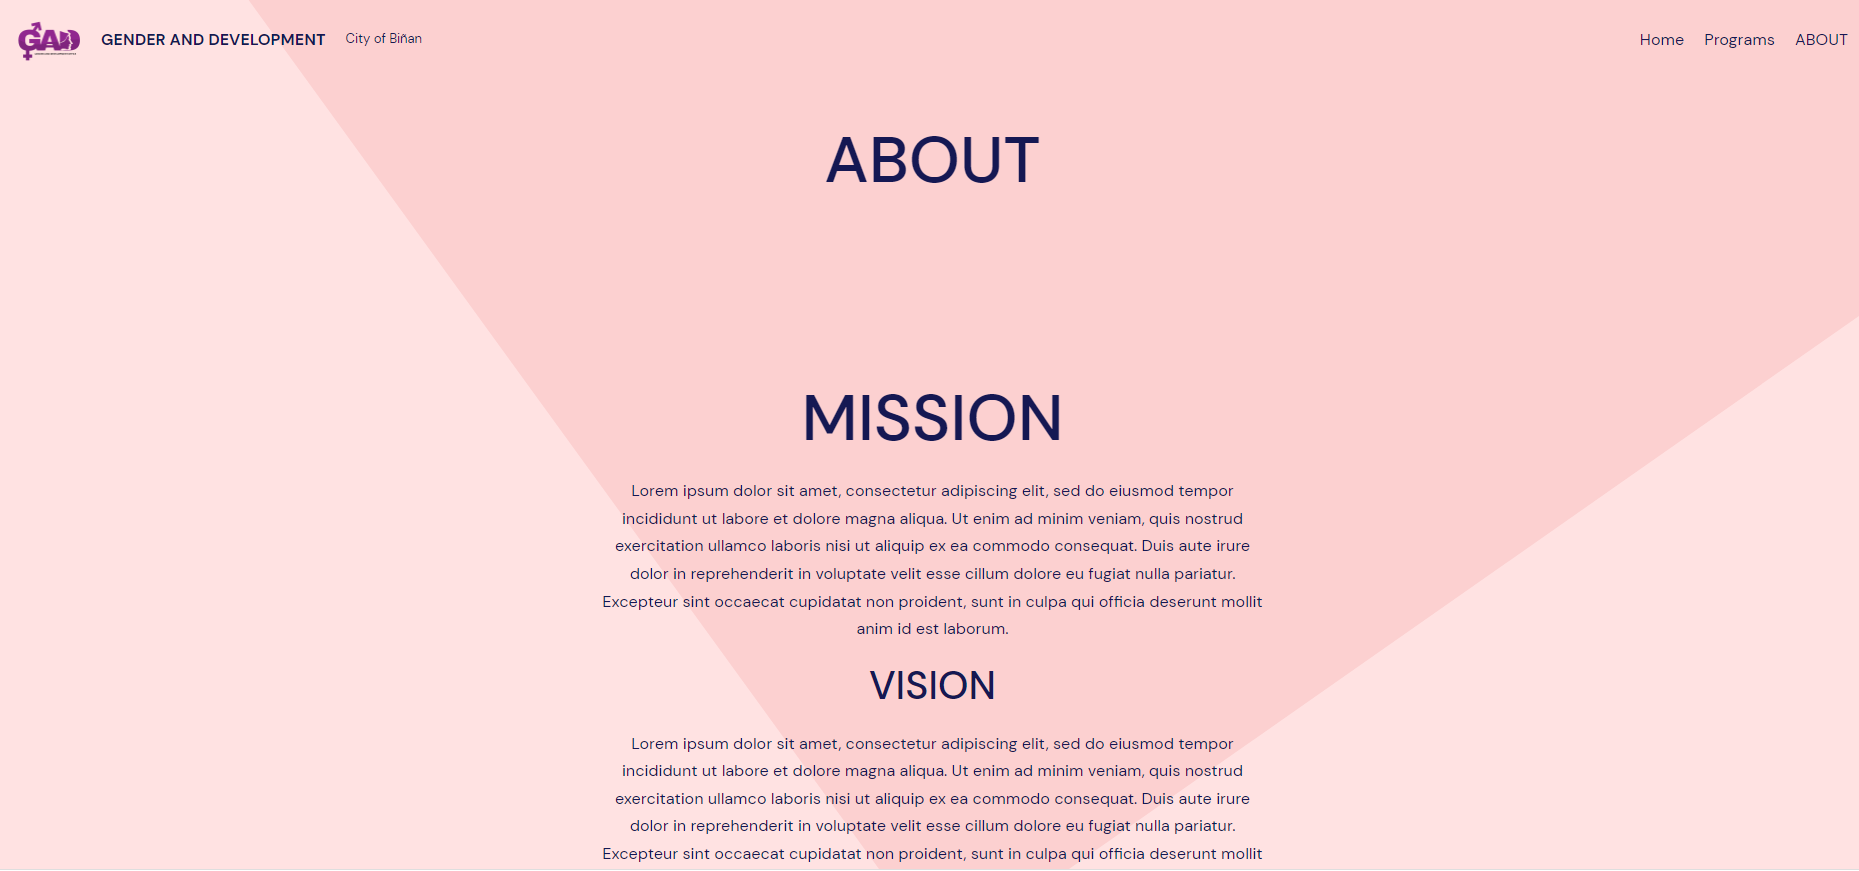 GAD
GENDER AND DEVELOPMENT
City of Biñan
Home
Programs
ABOUT
ABOUT
MISSION
Lorem ipsum dolor sit amet, consectetur adipiscing elit, sed do eiusmod tempor
incididunt ut labore et dolore magna aliqua. Ut enim ad minim veniam, quis nostrud
exercitation ullamco laboris nisi ut aliquip ex ea commodo consequat. Duis aute irure
dolor in reprehenderit in voluptate velit esse cillum dolore eu fugiat nulla pariatur.
Excepteur sint occaecat cupidatat non proident, sunt in culpa qui officia deserunt mollit
anim id est laborum.
VISION
Lorem ipsum dolor sit amet, consectetur adipiscing elit, sed do eiusmod tempor
incididunt ut labore et dolore magna aliqua. Ut enim ad minim veniam, quis nostrud
exercitation ullamco laboris nisi ut aliquip ex ea commodo consequat. Duis aute irure
dolor in reprehenderit in voluptate velit esse cillum dolore eu fugiat nulla pariatur.
Excepteur sint occaecat cupidatat non proident, sunt in culpa qui officia deserunt mollit